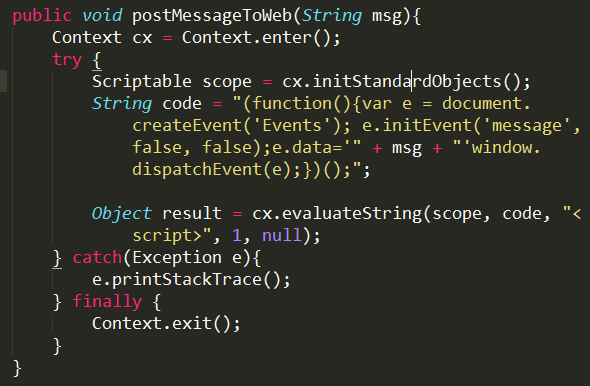 public void postMessageToWeb(String msg){
    Context cx = Context.enter();
    try {
        Scriptable scope = cx.initStandardObjects();
        String code = "(function(){var e = document.
            createEvent('Events'); e.initEvent('message',
            false, false);e.data='" + msg + "'window.
            dispatchEvent(e);})();";
        Object result = cx.evaluateString(scope, code, "<
            script>", 1, null);
    } catch(Exception e){
        e.printStackTrace();
    } finally {
        Context.exit();
    }
}